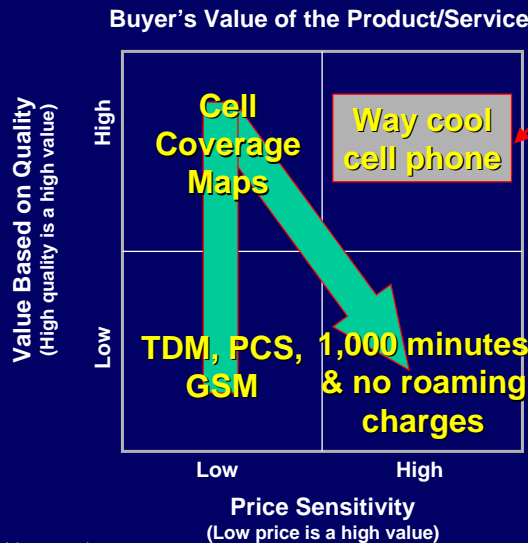 Buyer's Value of the Product/Service
Value Based on Quality
(High quality is a high value)
High
Low
Cell
Coverage
Maps
Way cool
cell phone
TDM, PCS,
GSM
1,000 minutes
& no roaming
charges
Low
High
Price Sensitivity
(Low price is a high value)